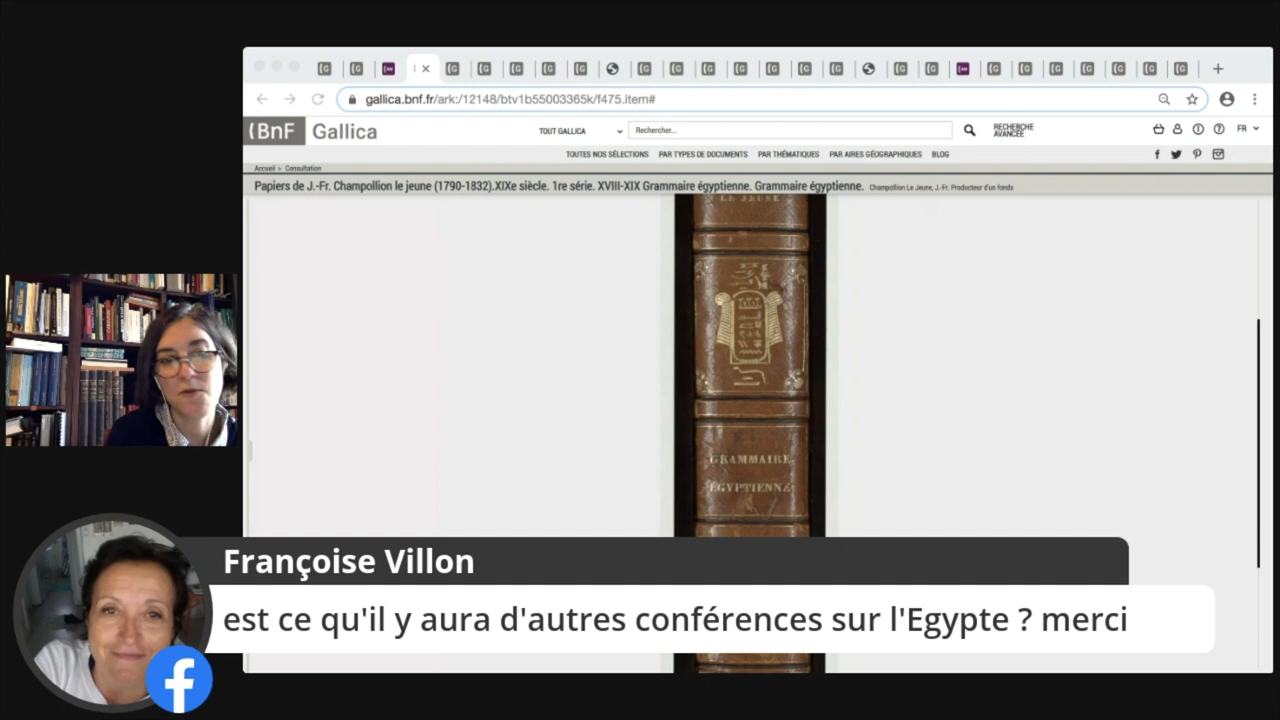 gallica.bnf.fr/ark:/12148/btv1b55003365k/f475.item#
{BnF Gallica
TOUT GALLICA
Rechercher...
RECHERCHE
AVANCÉE
FR
TOUTES NOS SÉLECTIONS PAR TYPES DE DOCUMENTS PAR THÉMATIQUES PAR AIRES GÉOGRAPHIQUES BLOG
Accueil > Consultation
Papiers de J.-Fr. Champollion le jeune (1790-1832).XIXe siècle. 1re série. XVIII-XIX Grammaire égyptienne. Grammaire égyptienne. Champollion Le Jeune, J.-Fr. Producteur d'un fonds
LE JEUNE
GRAMMAIRE
ÉGYPTIENNE
Françoise Villon
est ce qu'il y aura d'autres conférences sur l'Egypte ? merci